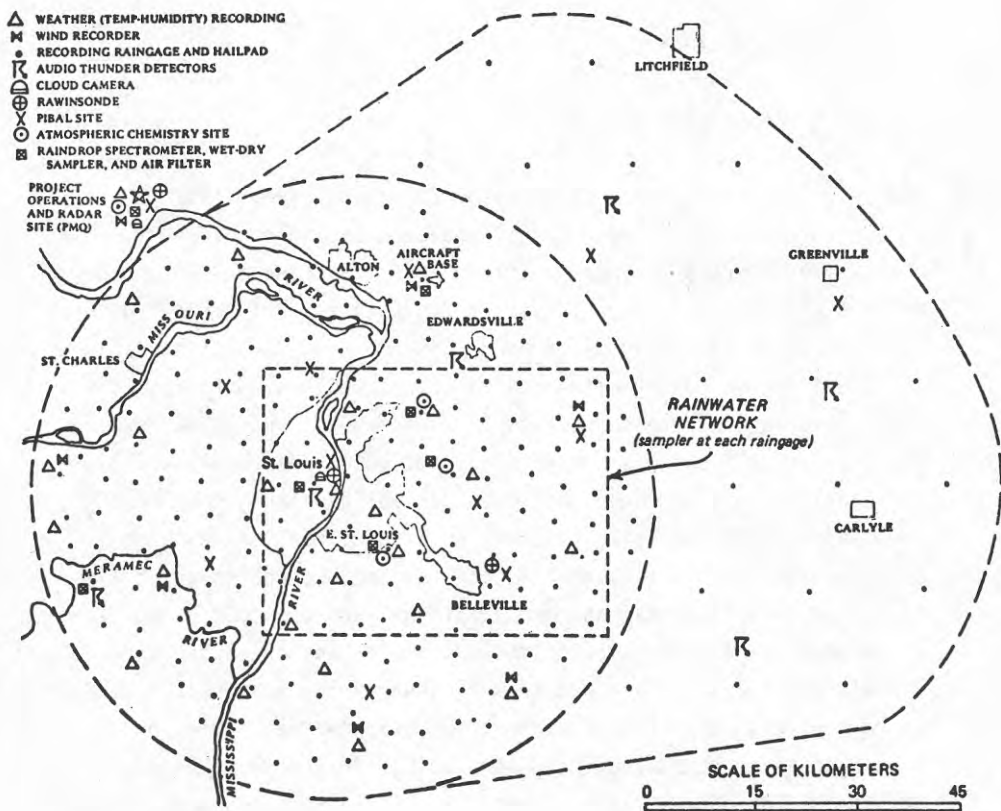 WEATHER (TEMP-HUMIDITY) RECORDING
WIND RECORDER
RECORDING RAINGAGE AND HAILPAD
AUDIO THUNDER DETECTORS
CLOUD CAMERA
RAWINSONDE
PIBAL SITE
ATMOSPHERIC CHEMISTRY SITE
RAINDROP SPECTROMETER, WET-DRY
SAMPLER, AND AIR FILTER
PROJECT
OPERATIONS
AND RADAR
SITE (PMQ)
LITCHFIELD
GREENVILLE
ALTON
AIRCRAFT
BASE
EDWARDSVILLE
MISSOURI
RIVER
ST. CHARLES
RAINWATER
NETWORK
(sampler at each raingage)
St. Louis
CARLYLE
E. ST. LOUIS
BELLEVILLE
MERAMEC
RIVER
RIVER
MISSISSIPPI
SCALE OF KILOMETERS
0 15 30 45